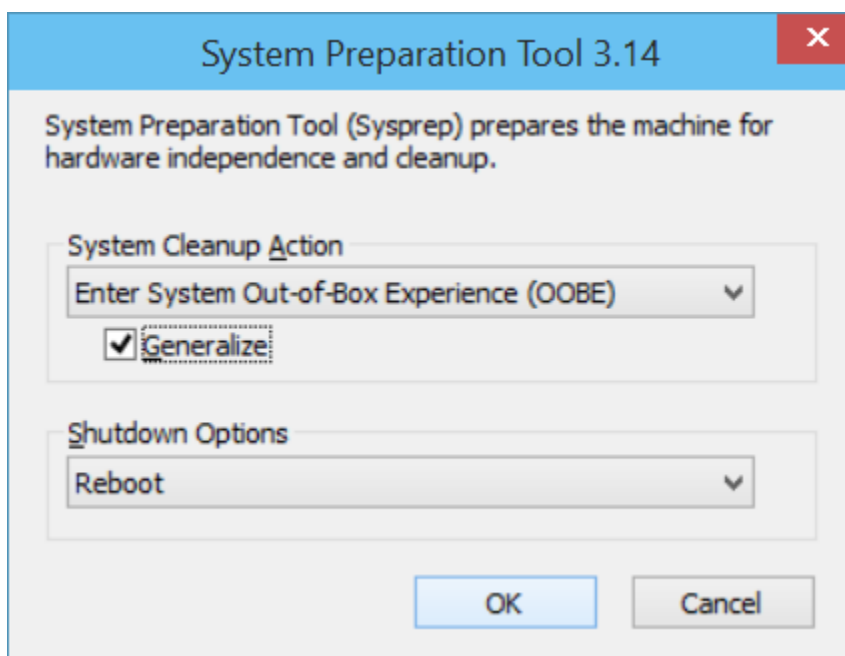 System Preparation Tool 3.14
System Preparation Tool (Sysprep) prepares the machine for
hardware independence and cleanup.
System Cleanup Action
Enter System Out-of-Box Experience (OOBE)
Generalize
Shutdown Options
Reboot
OK Cancel